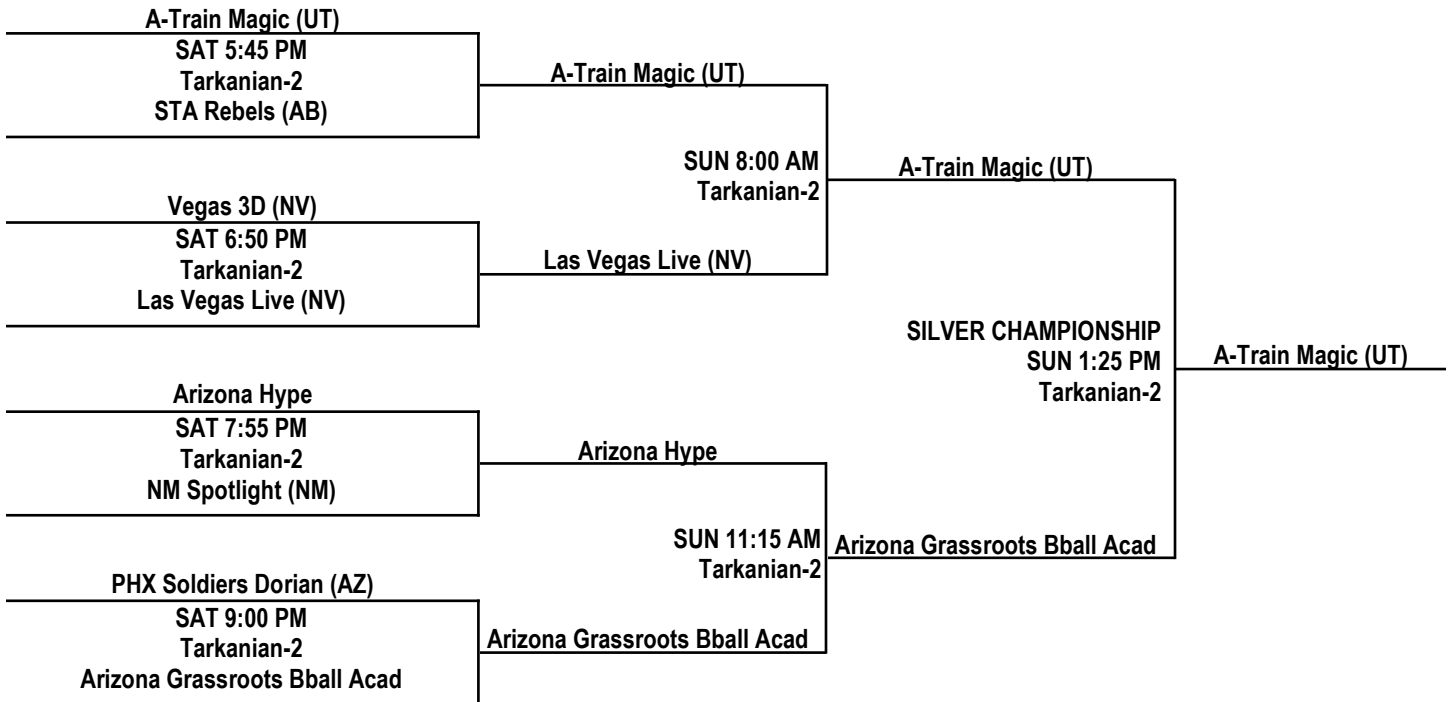 A-Train Magic (UT)
SAT 5:45 PM
Tarkanian-2
STA Rebels (AB)
Vegas 3D (NV)
SAT 6:50 PM
Tarkanian-2
Las Vegas Live (NV)
Arizona Hype
SAT 7:55 PM
Tarkanian-2
NM Spotlight (NM)
PHX Soldiers Dorian (AZ)
SAT 9:00 PM
Tarkanian-2
Arizona Grassroots Bball Acad
A-Train Magic (UT)
SUN 8:00 AM
Tarkanian-2
Las Vegas Live (NV)
Arizona Hype
SUN 11:15 AM
Tarkanian-2
Arizona Grassroots Bball Acad
A-Train Magic (UT)
SILVER CHAMPIONSHIP
SUN 1:25 PM
Tarkanian-2
Arizona Grassroots Bball Acad
A-Train Magic (UT)